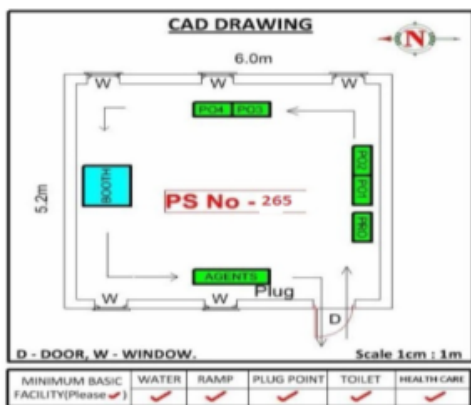 CAD DRAWING
N
6.0m
W W W
PO4 PO3
5.2m
BOOTH
PO2 PO1
PS No - 265
PRO
AGENTS
Plug
W W
D
D - DOOR, W - WINDOW. Scale 1cm : 1m
MINIMUM BASIC FACILITY(Please ✓) WATER RAMP PLUG POINT TOILET HEALTH CARE
✓ ✓ ✓ ✓ ✓